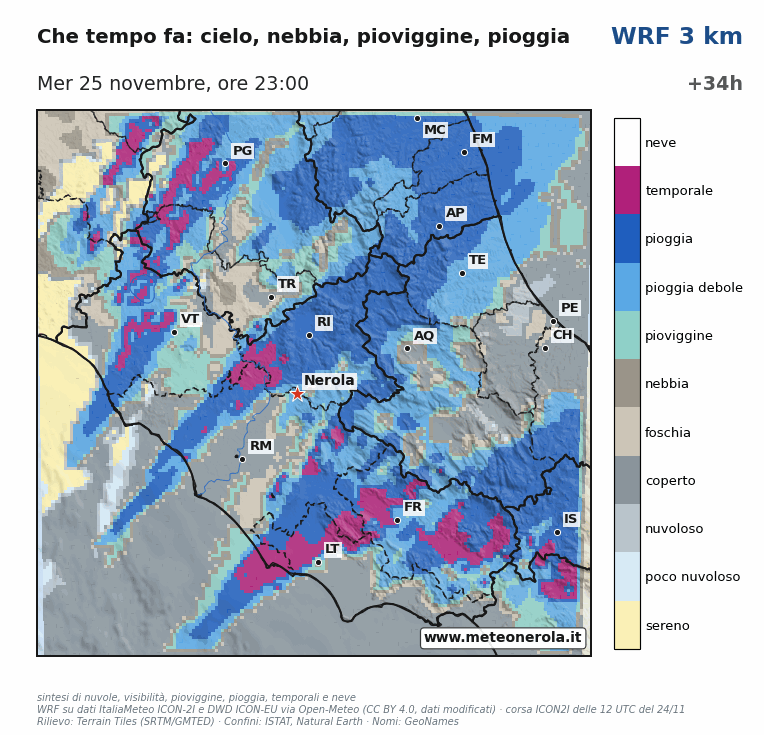 Che tempo fa: cielo, nebbia, pioviggine, pioggia
WRF 3 km
Mer 25 novembre, ore 23:00
+34h
MC
FM
PG
AP
TE
TR
PE
VT
RI
AQ
CH
Nerola
RM
FR
IS
LT
www.meteonerola.it
neve
temporale
pioggia
pioggia debole
pioviggine
nebbia
foschia
coperto
nuvoloso
poco nuvoloso
sereno
sintesi di nuvole, visibilità, pioviggine, pioggia, temporali e neve
WRF su dati ItaliaMeteo ICON-2I e DWD ICON-EU via Open-Meteo (CC BY 4.0, dati modificati) · corsa ICON2I delle 12 UTC del 24/11
Rilievo: Terrain Tiles (SRTM/GMTED) · Confini: ISTAT, Natural Earth · Nomi: GeoNames